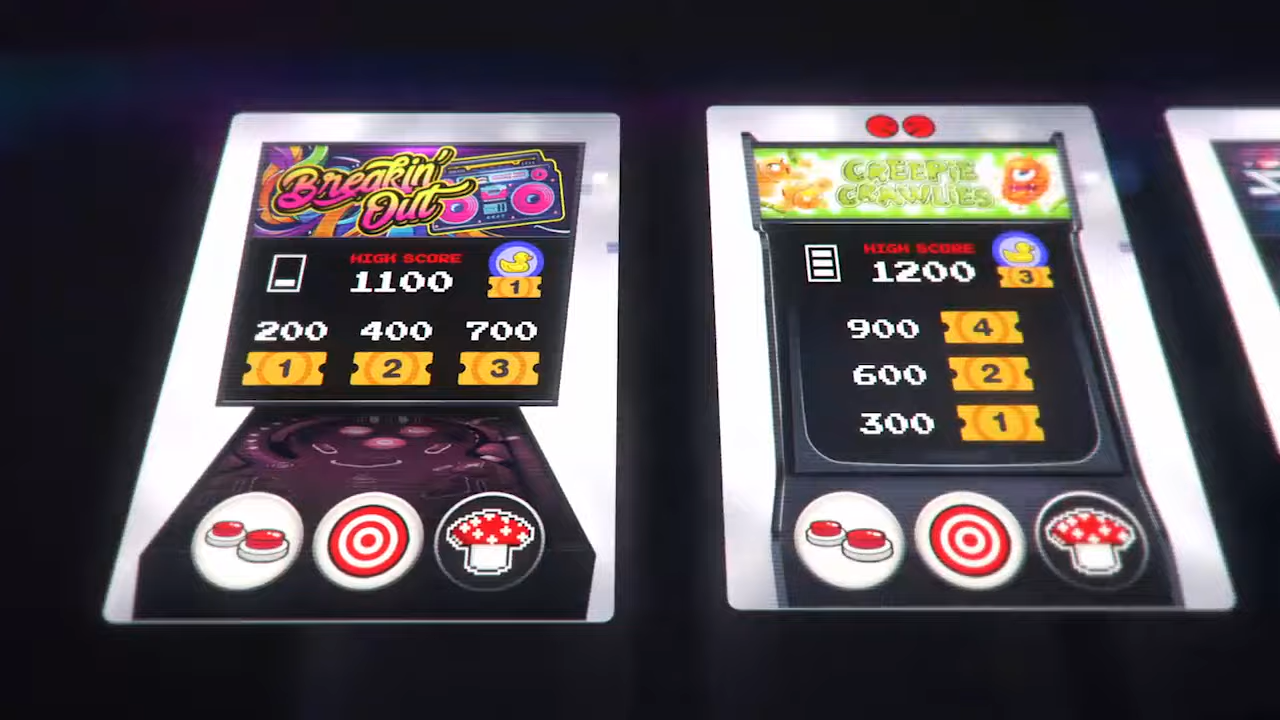 Breakin'
Out
HIGH SCORE
1100
1
200 400 700
1 2 3
CREEPIE
CRAWLIES
HIGH SCORE
1200
3
900 4
600 2
300 1